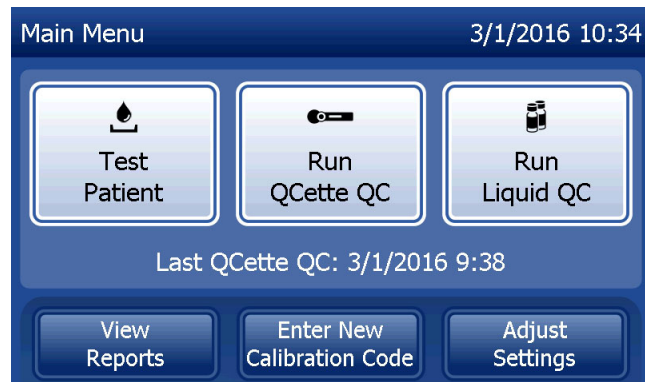 Main Menu 3/1/2016 10:34
Test
Patient
Run
QCette QC
Run
Liquid QC
Last QCette QC: 3/1/2016 9:38
View
Reports
Enter New
Calibration Code
Adjust
Settings